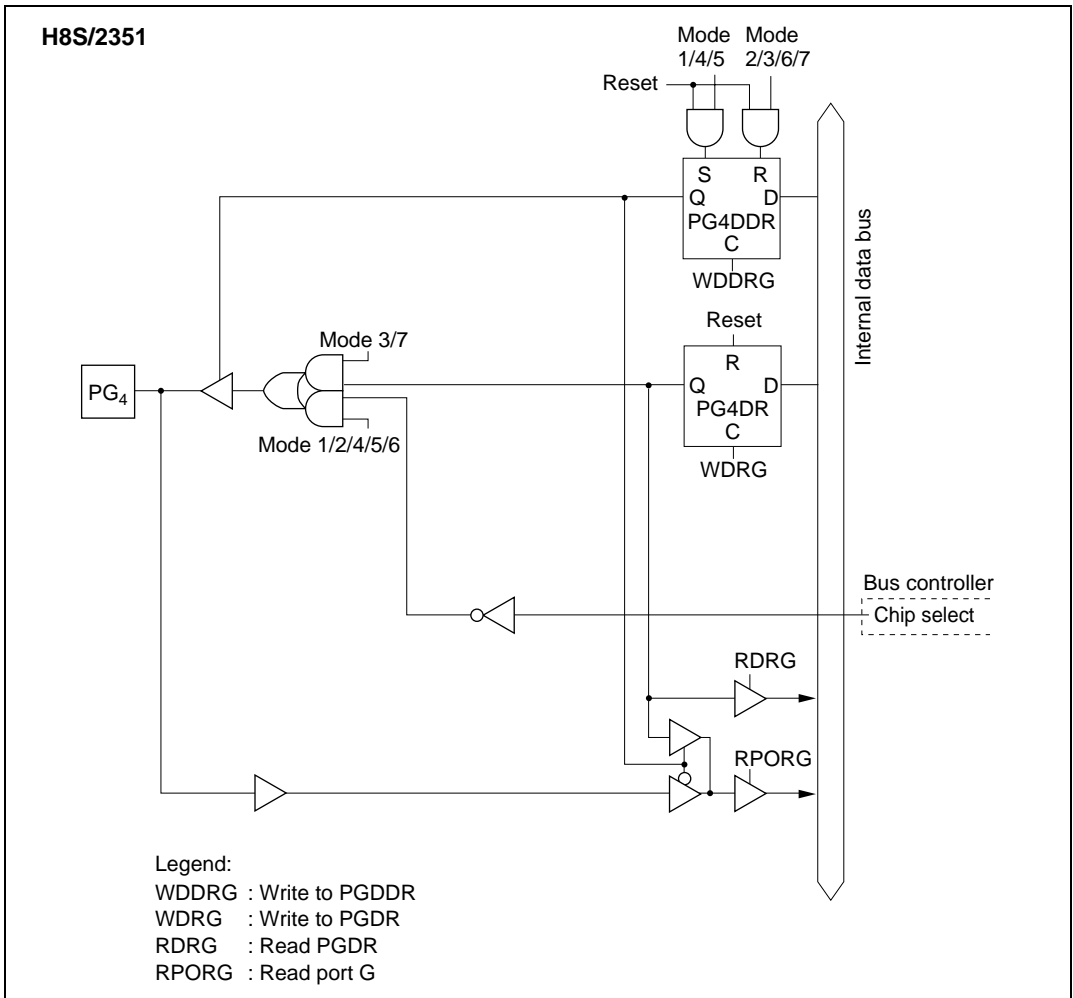 H8S/2351
Mode Mode
1/4/5 2/3/6/7
Reset
S R
Q D
PG4DDR
C
WDDRG
Internal data bus
Reset
Mode 3/7
R
PG4
Q D
PG4DR
C
Mode 1/2/4/5/6
WDRG
Bus controller
Chip select
RDRG
RPORG
Legend:
WDDRG : Write to PGDDR
WDRG : Write to PGDR
RDRG : Read PGDR
RPORG : Read port G